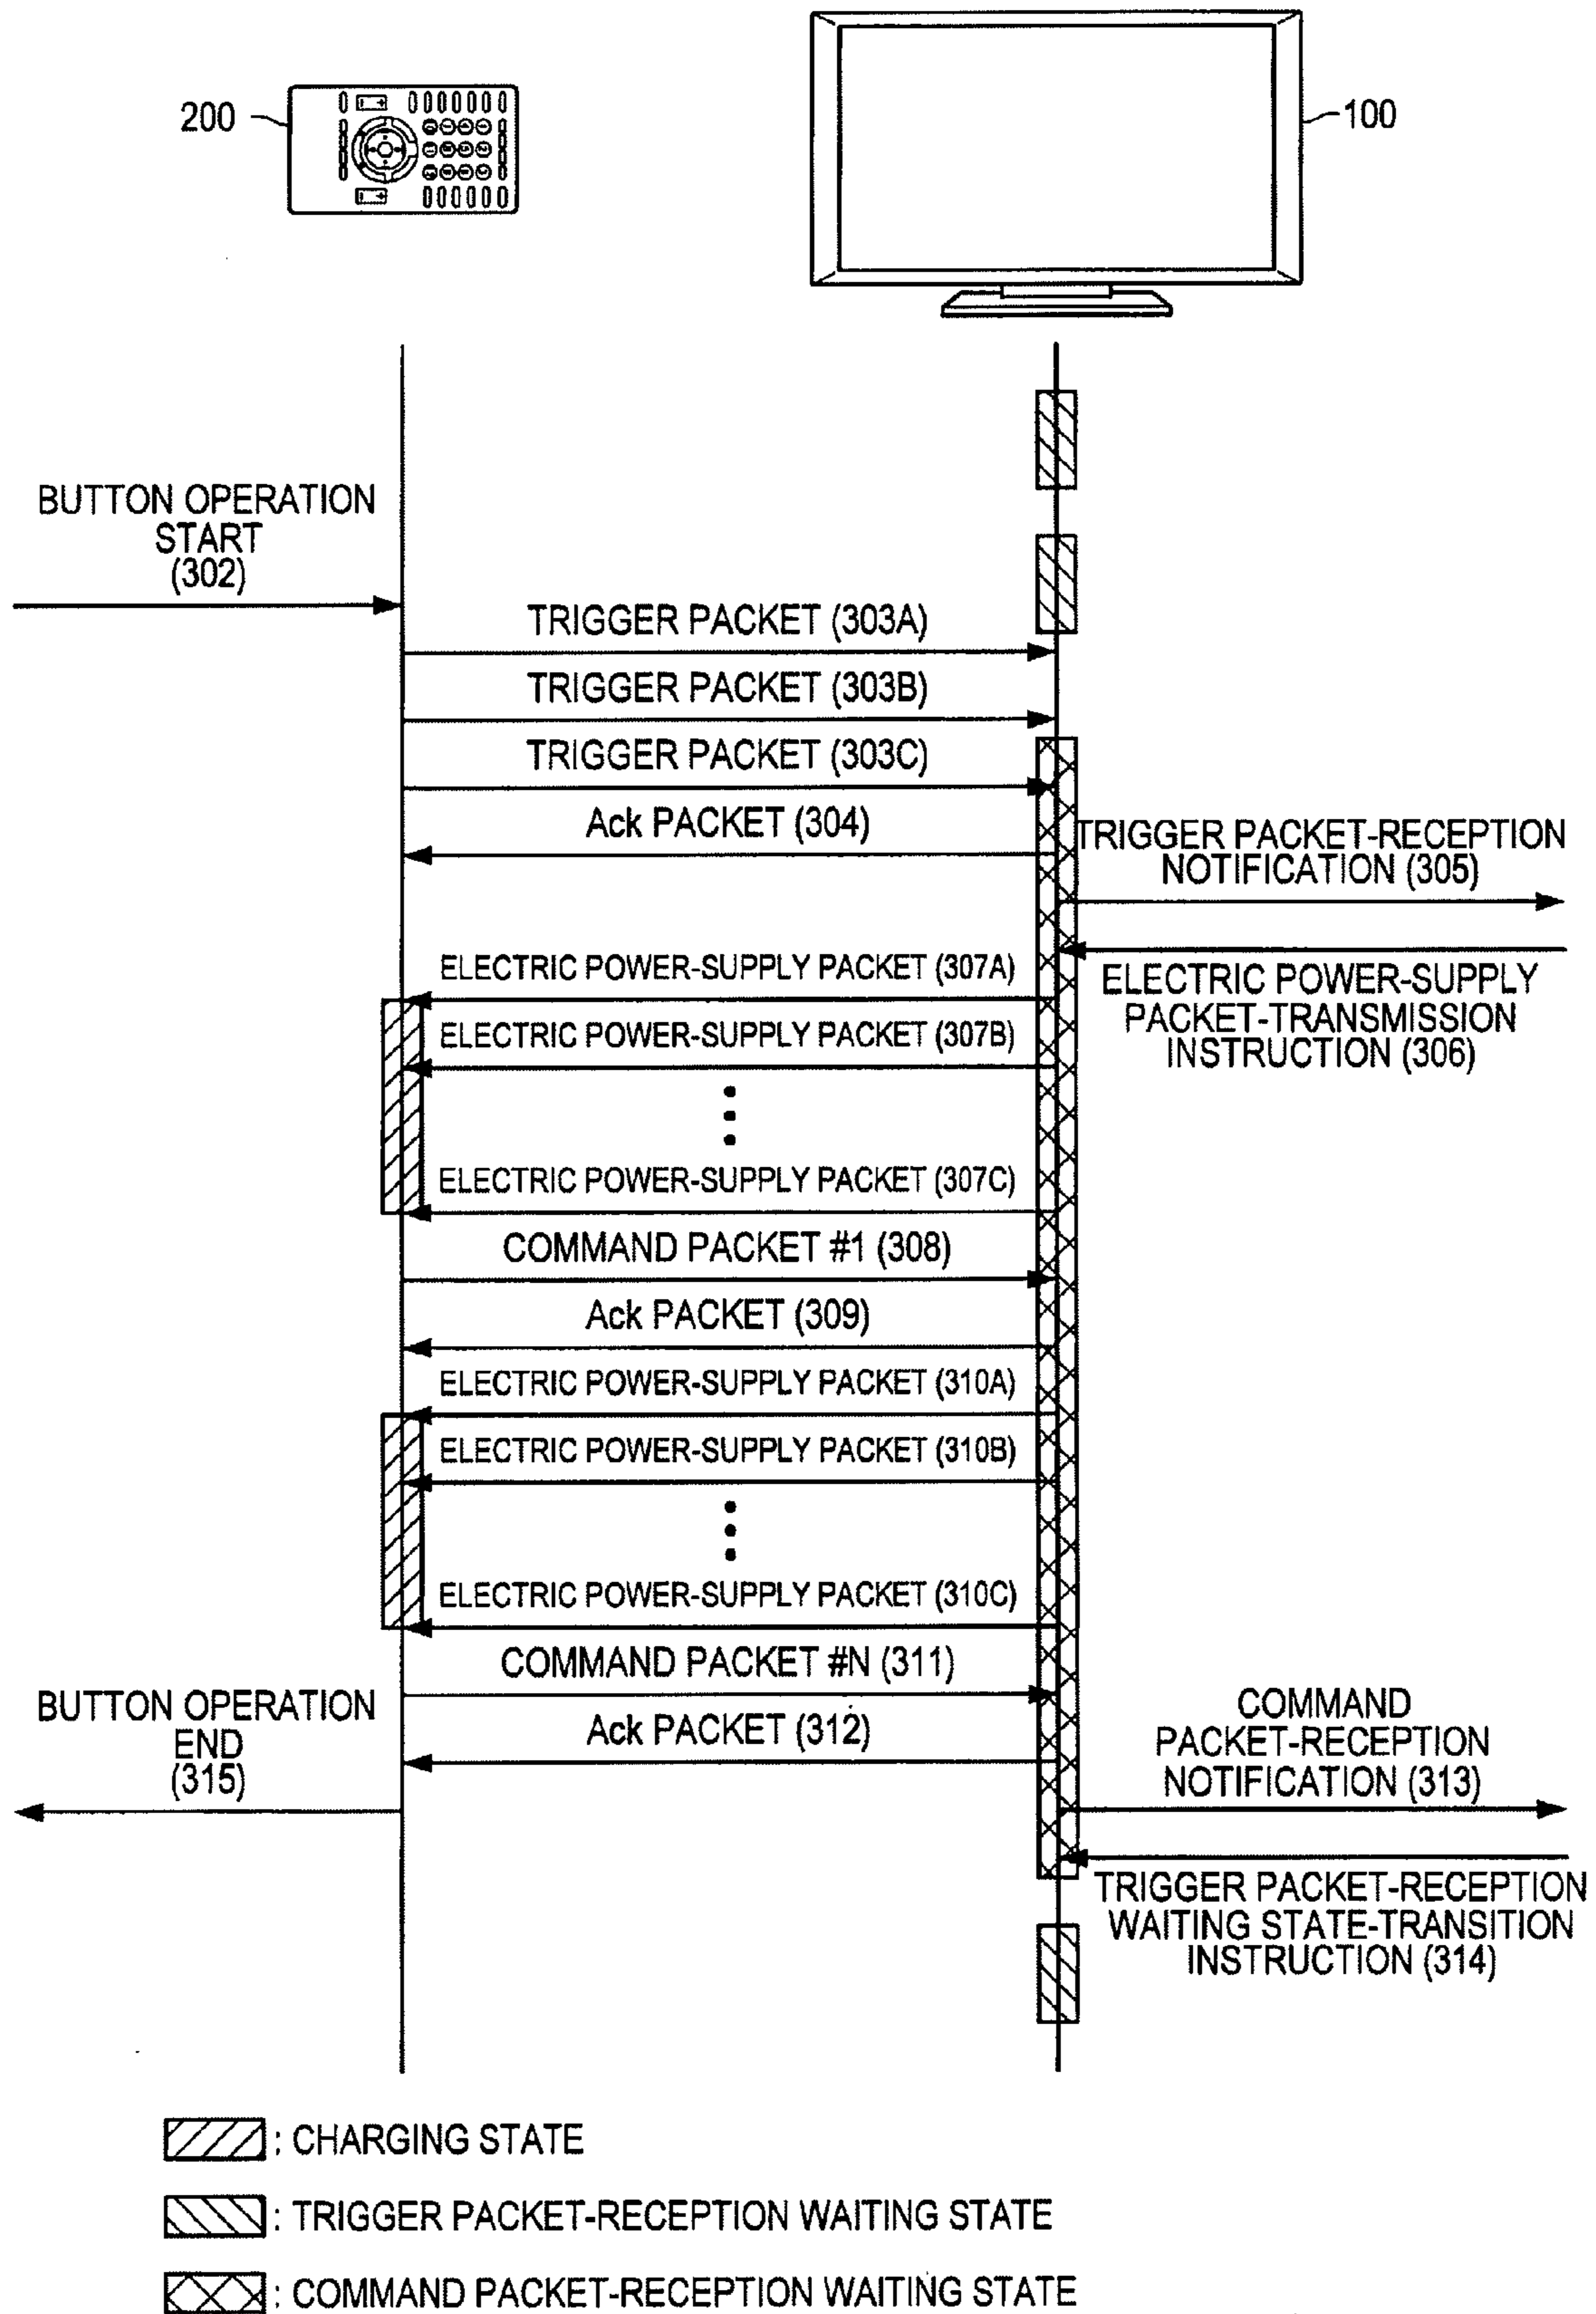 200
100
BUTTON OPERATION
START
(302)
TRIGGER PACKET (303A)
TRIGGER PACKET (303B)
TRIGGER PACKET (303C)
Ack PACKET (304)
TRIGGER PACKET-RECEPTION
NOTIFICATION (305)
ELECTRIC POWER-SUPPLY PACKET (307A)
ELECTRIC POWER-SUPPLY
PACKET-TRANSMISSION
INSTRUCTION (306)
ELECTRIC POWER-SUPPLY PACKET (307B)
ELECTRIC POWER-SUPPLY PACKET (307C)
COMMAND PACKET #1 (308)
Ack PACKET (309)
ELECTRIC POWER-SUPPLY PACKET (310A)
ELECTRIC POWER-SUPPLY PACKET (310B)
ELECTRIC POWER-SUPPLY PACKET (310C)
COMMAND PACKET #N (311)
BUTTON OPERATION
END
(315)
Ack PACKET (312)
COMMAND
PACKET-RECEPTION
NOTIFICATION (313)
TRIGGER PACKET-RECEPTION
WAITING STATE-TRANSITION
INSTRUCTION (314)
: CHARGING STATE
: TRIGGER PACKET-RECEPTION WAITING STATE
: COMMAND PACKET-RECEPTION WAITING STATE